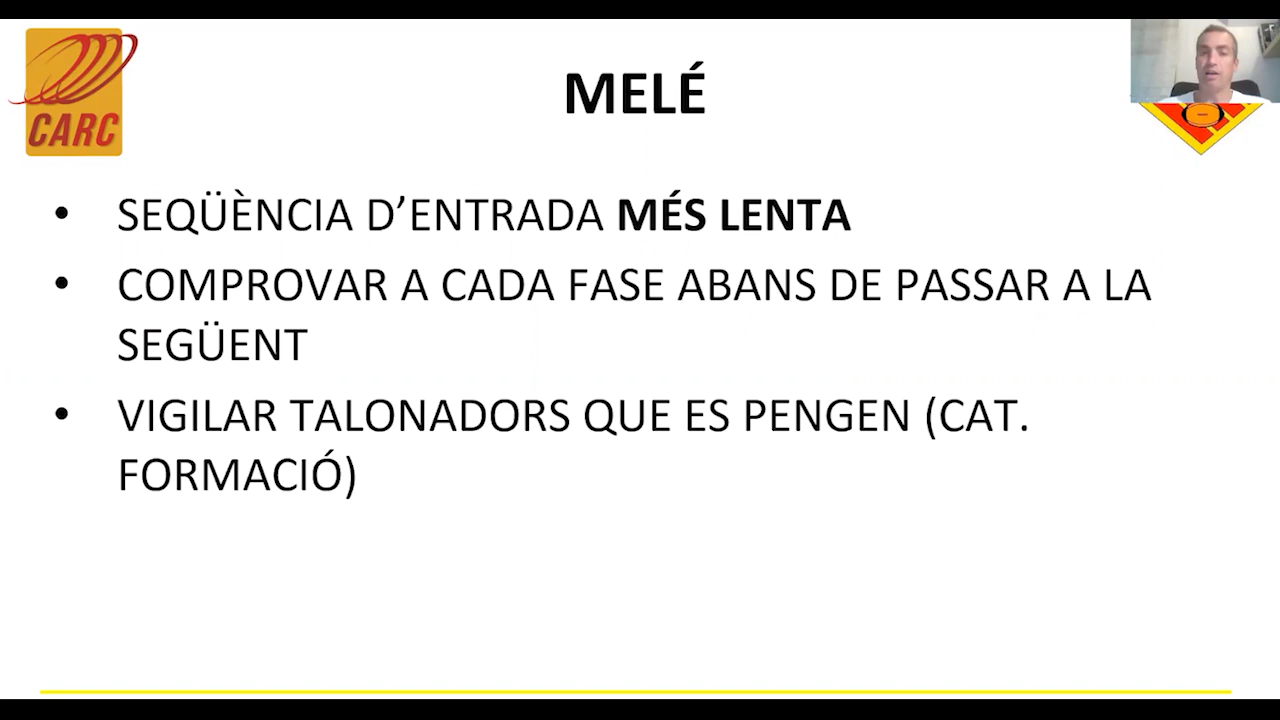 CARC
MELÉ
• SEQÜÈNCIA D’ENTRADA MÉS LENTA
• COMPROVAR A CADA FASE ABANS DE PASSAR A LA
SEGÜENT
• VIGILAR TALONADORS QUE ES PENGEN (CAT.
FORMACIÓ)